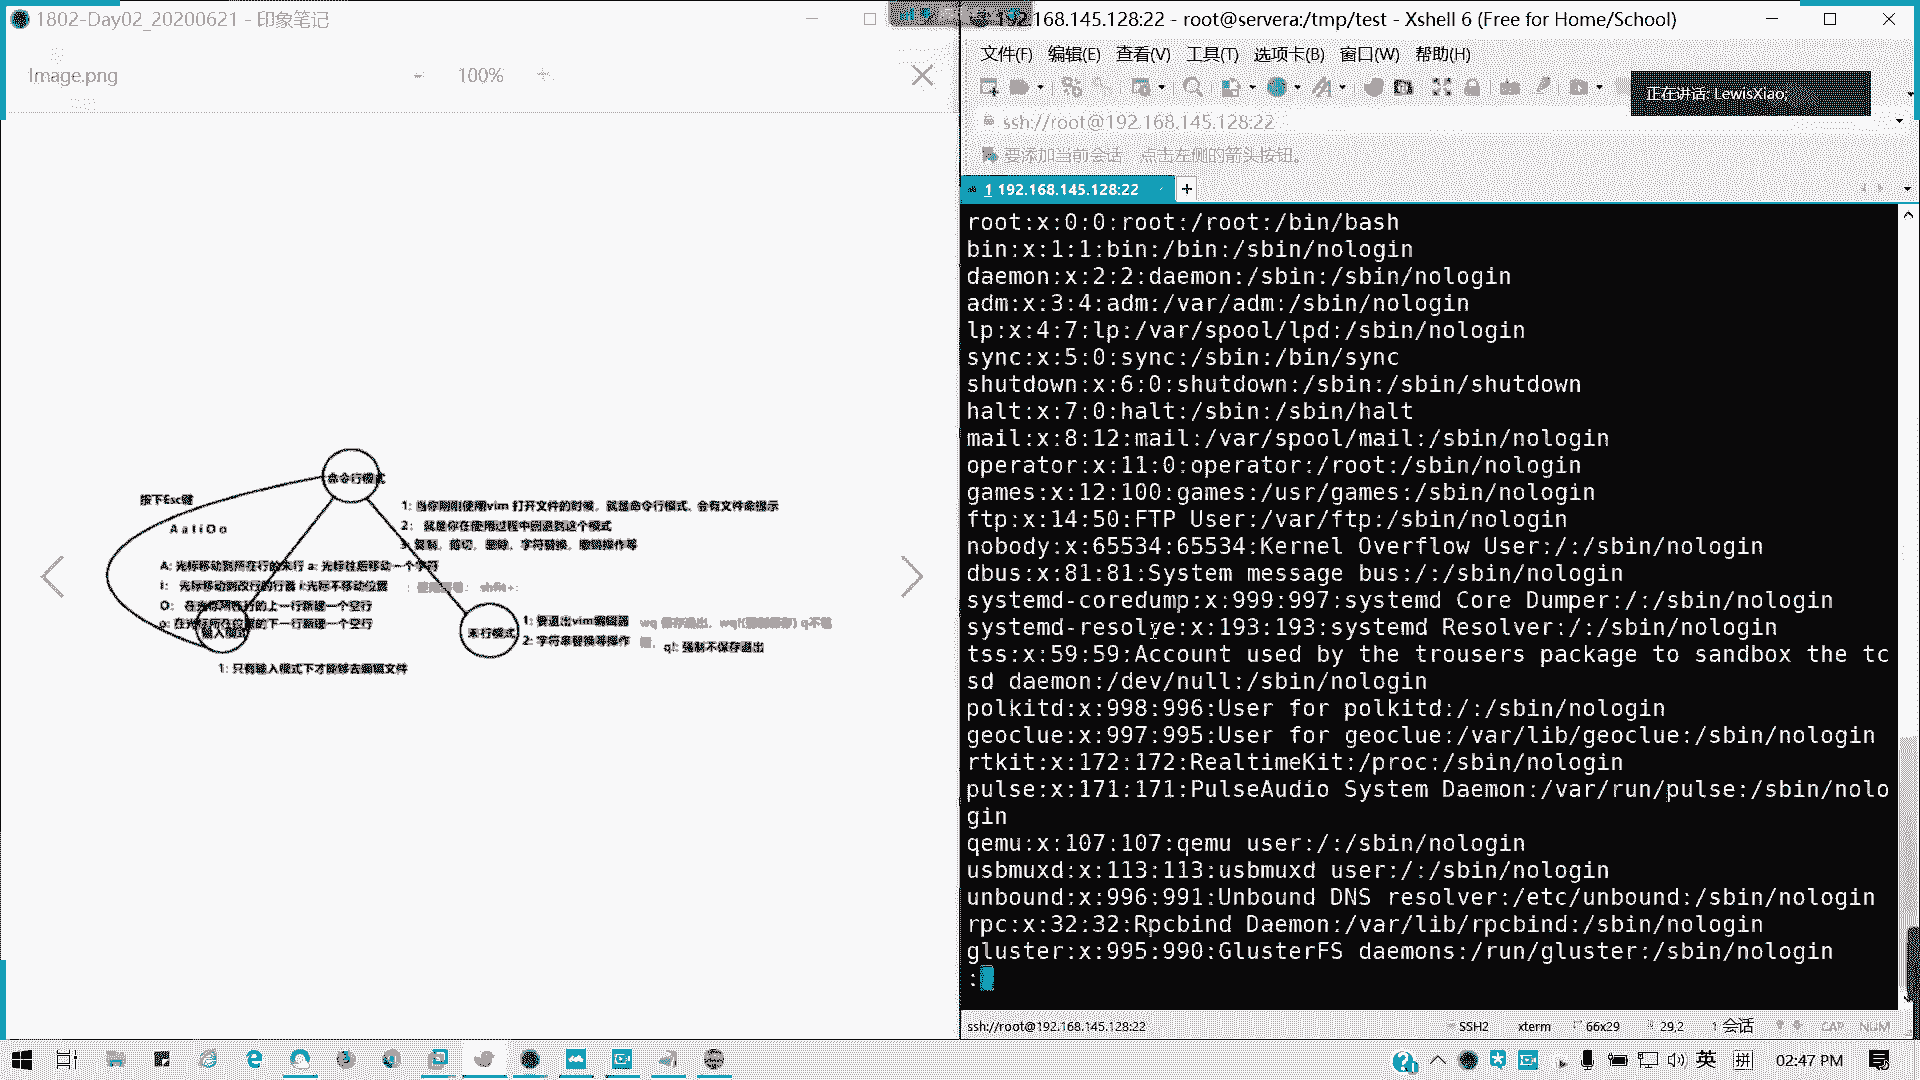 1802-Day02_20200621 - 印象笔记
Image.png
100%
命令行模式
按下Esc键
A a I i O o
1: 当你刚刚使用vim 打开文件的时候，就是命令行模式，会有文件命提示
2: 就是你在使用过程中回退到这个模式
3: 复制，剪切，删除，字符替换，撤销操作等
A: 光标移动到所在行的末行 a: 光标往后移动一个字符
I: 光标移动到改行的行首 i:光标不移动位置
: shift+:
O: 在光标所在行的上一行新建一个空行
o: 在光标所在位置的下一行新建一个空行
输入模式
末行模式
1: 要退出vim编辑器
wq 保存退出，wq!(强制保存) q不
2: 字符串替换等操作
q!: 强制不保存退出
1: 只有输入模式下才能够去编辑文件
192.168.145.128:22 - root@servera:/tmp/test - Xshell 6 (Free for Home/School)
文件(F) 编辑(E) 查看(V) 工具(T) 选项卡(B) 窗口(W) 帮助(H)
正在讲话: LewisXiao;
ssh://root@192.168.145.128:22
要添加当前会话，点击左侧的箭头按钮。
1 192.168.145.128:22
+
root:x:0:0:root:/root:/bin/bash
bin:x:1:1:bin:/bin:/sbin/nologin
daemon:x:2:2:daemon:/sbin:/sbin/nologin
adm:x:3:4:adm:/var/adm:/sbin/nologin
lp:x:4:7:lp:/var/spool/lpd:/sbin/nologin
sync:x:5:0:sync:/sbin:/bin/sync
shutdown:x:6:0:shutdown:/sbin:/sbin/shutdown
halt:x:7:0:halt:/sbin:/sbin/halt
mail:x:8:12:mail:/var/spool/mail:/sbin/nologin
operator:x:11:0:operator:/root:/sbin/nologin
games:x:12:100:games:/usr/games:/sbin/nologin
ftp:x:14:50:FTP User:/var/ftp:/sbin/nologin
nobody:x:65534:65534:Kernel Overflow User:/:/sbin/nologin
dbus:x:81:81:System message bus:/:/sbin/nologin
systemd-coredump:x:999:997:systemd Core Dumper:/:/sbin/nologin
systemd-resolve:x:193:193:systemd Resolver:/:/sbin/nologin
tss:x:59:59:Account used by the trousers package to sandbox the tc
sd daemon:/dev/null:/sbin/nologin
polkitd:x:998:996:User for polkitd:/:/sbin/nologin
geoclue:x:997:995:User for geoclue:/var/lib/geoclue:/sbin/nologin
rtkit:x:172:172:RealtimeKit:/proc:/sbin/nologin
pulse:x:171:171:PulseAudio System Daemon:/var/run/pulse:/sbin/nolo
gin
qemu:x:107:107:qemu user:/:/sbin/nologin
usbmuxd:x:113:113:usbmuxd user:/:/sbin/nologin
unbound:x:996:991:Unbound DNS resolver:/etc/unbound:/sbin/nologin
rpc:x:32:32:Rpcbind Daemon:/var/lib/rpcbind:/sbin/nologin
gluster:x:995:990:GlusterFS daemons:/run/gluster:/sbin/nologin
:
ssh://root@192.168.145.128:22 SSH2 xterm 66x29 29,2 1 会话 CAP NUM
英 拼 02:47 PM